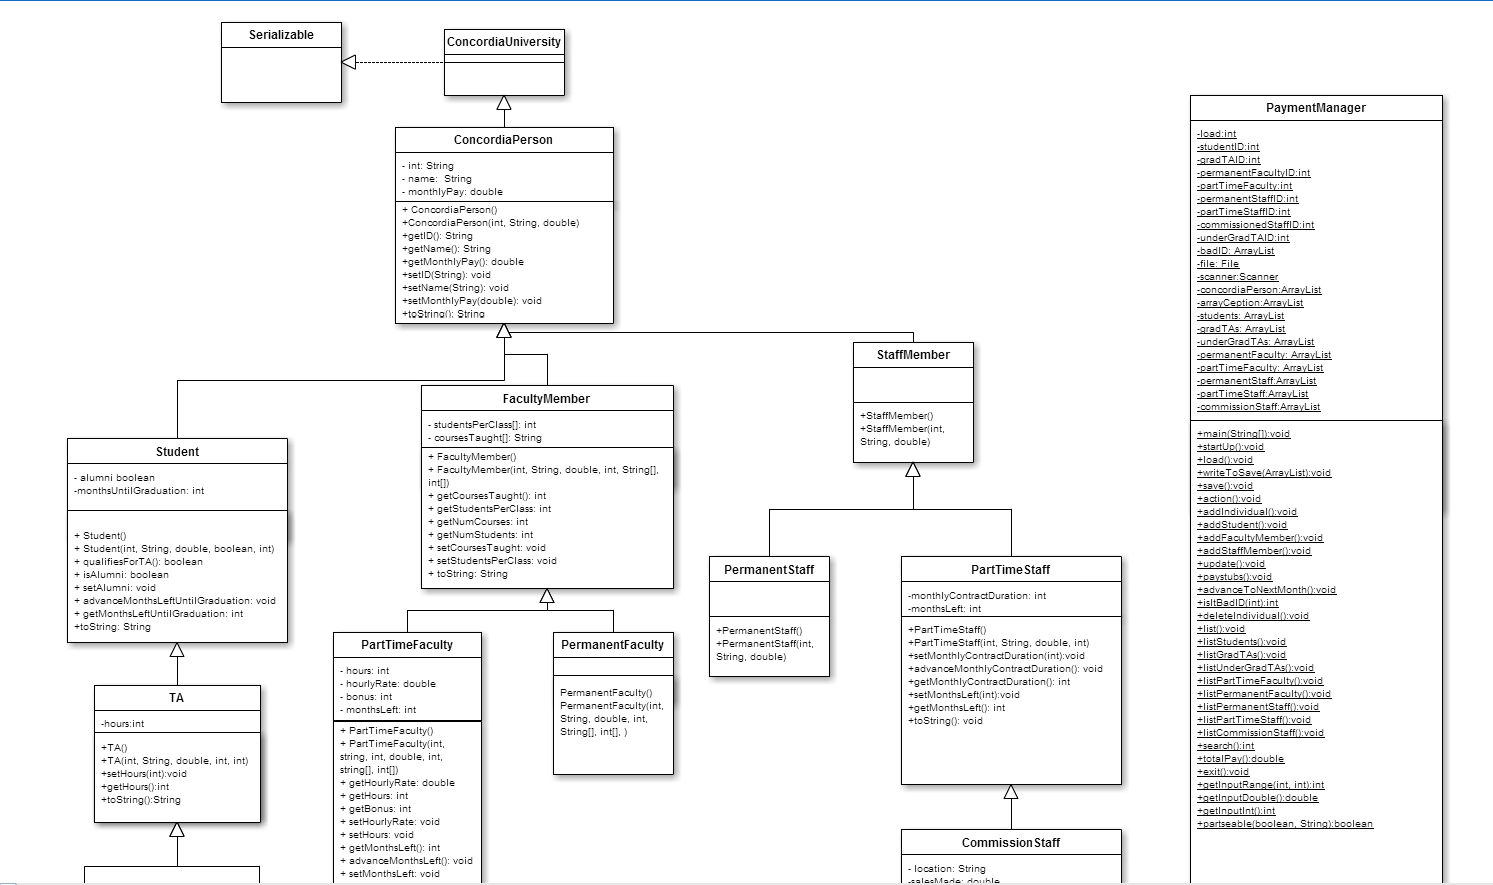 Serializable
ConcordiaUniversity
ConcordiaPerson
- int: String
- name:  String
- monthlyPay: double
+ ConcordiaPerson()
+ConcordiaPerson(int, String, double)
+getID(): String
+getName(): String
+getMonthlyPay(): double
+setID(String): void
+setName(String): void
+setMonthlyPay(double): void
+toString(): String
StaffMember
+StaffMember()
+StaffMember(int,
String, double)
FacultyMember
- studentsPerClass[]: int
- coursesTaught[]: String
+ FacultyMember()
+ FacultyMember(int, String, double, int, String[],
int[])
+ getCoursesTaught(): int
+ getStudentsPerClass: int
+ getNumCourses: int
+ getNumStudents: int
+ setCoursesTaught: void
+ setStudentsPerClass: void
+ toString: String
Student
- alumni boolean
-monthsUntilGraduation: int
+ Student()
+ Student(int, String, double, boolean, int)
+ qualifiesForTA(): boolean
+ isAlumni: boolean
+ setAlumni: void
+ advanceMonthsLeftUntilGraduation: void
+ getMonthsLeftUntilGraduation: int
+toString: String
TA
-hours:int
+TA()
+TA(int, String, double, int, int)
+setHours(int):void
+getHours():int
+toString():String
PartTimeFaculty
- hours: int
- hourlyRate: double
- bonus: int
- monthsLeft: int
+ PartTimeFaculty()
+ PartTimeFaculty(int,
string, int, double, int,
string[], int[])
+ getHourlyRate: double
+ getHours: int
+ getBonus: int
+ setHourlyRate: void
+ setHours: void
+ getMonthsLeft(): int
+ advanceMonthsLeft(): void
+ setMonthsLeft: void
PermanentFaculty
PermanentFaculty()
PermanentFaculty(int,
String, double, int,
String[], int[], )
PermanentStaff
+PermanentStaff()
+PermanentStaff(int,
String, double)
PartTimeStaff
-monthlyContractDuration: int
-monthsLeft: int
+PartTimeStaff()
+PartTimeStaff(int, String, double, int)
+setMonthlyContractDuration(int):void
+advanceMonthlyContractDuration(): void
+getMonthlyContractDuration(): int
+setMonthsLeft(int):void
+getMonthsLeft(): int
+toString(): void
CommissionStaff
- location: String
-salesMade: double
PaymentManager
-load:int
-studentID:int
-gradTAID:int
-permanentFacultyID:int
-partTimeFaculty:int
-permanentStaffID:int
-partTimeStaffID:int
-commissionedStaffID:int
-underGradTAID:int
-badID: ArrayList
-file: File
-scanner:Scanner
-concordiaPerson:ArrayList
-arrayCeption:ArrayList
-students: ArrayList
-gradTAs: ArrayList
-underGradTAs: ArrayList
-permanentFaculty: ArrayList
-partTimeFaculty: ArrayList
-permanentStaff:ArrayList
-partTimeStaff:ArrayList
-commissionStaff:ArrayList
+main(String[]):void
+startUp():void
+load():void
+writeToSave(ArrayList):void
+save():void
+action():void
+addIndividual():void
+addStudent():void
+addFacultyMember():void
+addStaffMember():void
+update():void
+paystubs():void
+advanceToNextMonth():void
+isItBadID(int):int
+deleteIndividual():void
+list():void
+listStudents():void
+listGradTAs():void
+listUnderGradTAs():void
+listPartTimeFaculty():void
+listPermanentFaculty():void
+listPermanentStaff():void
+listPartTimeStaff():void
+listCommissionStaff():void
+search():int
+totalPay():double
+exit():void
+getInputRange(int, int):int
+getInputDouble():double
+getInputInt():int
+partseable(boolean, String):boolean